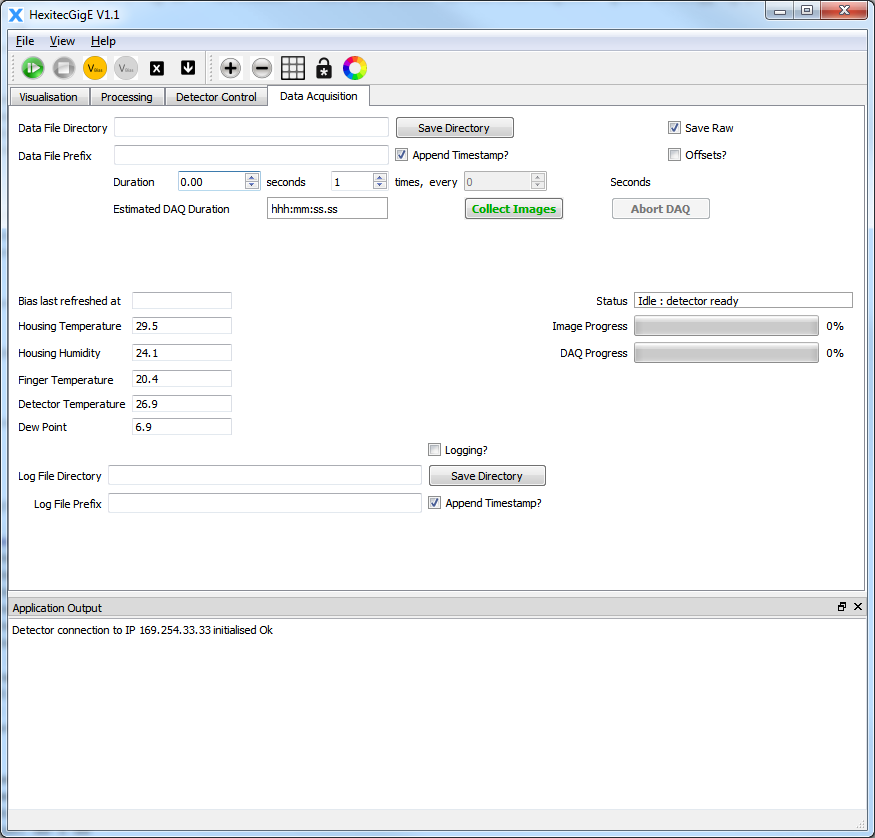 HexitecGigE V1.1
File View Help
Visualisation Processing Detector Control Data Acquisition
Data File Directory Save Directory Save Raw
Data File Prefix Append Timestamp? Offsets?
Duration 0.00 seconds 1 times, every 0 Seconds
Estimated DAQ Duration hhh:mm:ss.ss Collect Images Abort DAQ
Bias last refreshed at Status Idle : detector ready
Housing Temperature 29.5 Image Progress 0%
Housing Humidity 24.1 DAQ Progress 0%
Finger Temperature 20.4
Detector Temperature 26.9
Dew Point 6.9
Logging?
Log File Directory Save Directory
Log File Prefix Append Timestamp?
Application Output
Detector connection to IP 169.254.33.33 initialised Ok